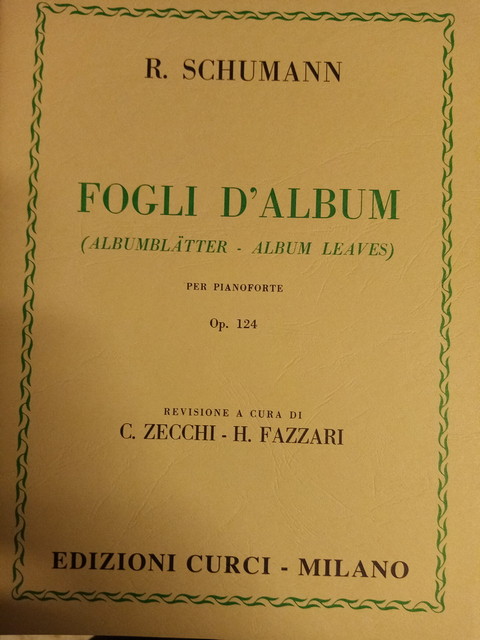 R. SCHUMANN
FOGLI D'ALBUM
(ALBUMBLÄTTER - ALBUM LEAVES)
PER PIANOFORTE
Op. 124
REVISIONE A CURA DI
C. ZECCHI - H. FAZZARI
EDIZIONI CURCI - MILANO